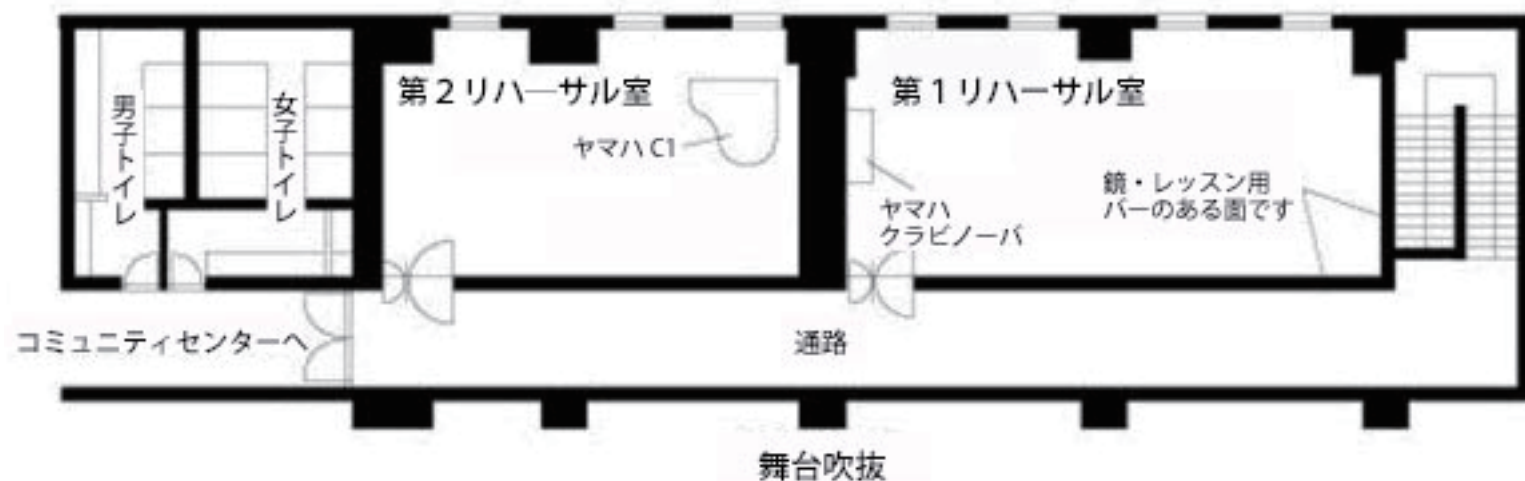 男子トイレ
女子トイレ
第2リハーサル室
ヤマハ C1
第1リハーサル室
ヤマハ
クラビノーバ
鏡・レッスン用
バーのある面です
コミュニティセンターへ
通路
舞台吹抜